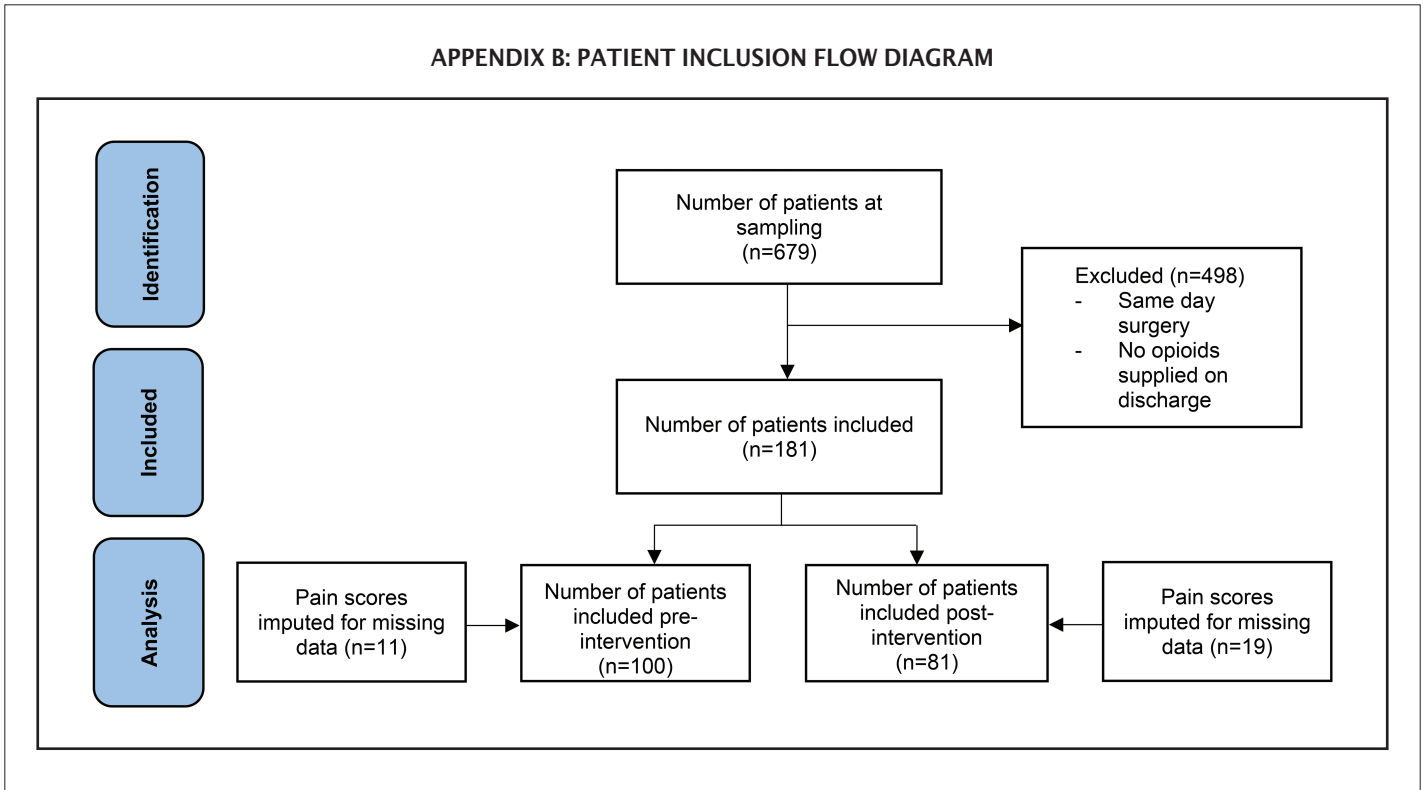 APPENDIX B: PATIENT INCLUSION FLOW DIAGRAM
Identification
Number of patients at
sampling
(n=679)
Excluded (n=498)
- Same day
surgery
- No opioids
supplied on
discharge
Included
Number of patients included
(n=181)
Analysis
Pain scores
imputed for missing
data (n=11)
Number of patients
included pre-
intervention
(n=100)
Number of patients
included post-
intervention
(n=81)
Pain scores
imputed for missing
data (n=19)